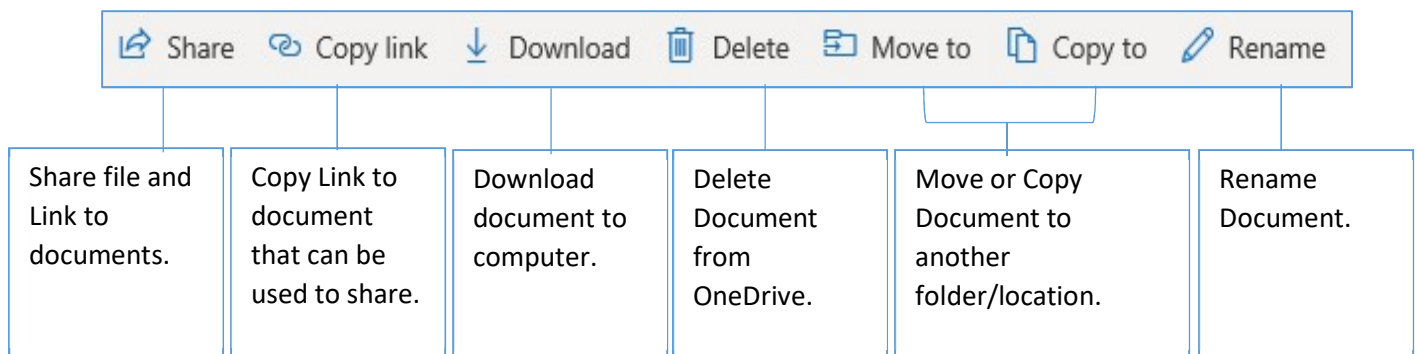 Share Copy link Download Delete Move to Copy to Rename
Share file and
Link to
documents.
Copy Link to
document
that can be
used to share.
Download
document to
computer.
Delete
Document
from
OneDrive.
Move or Copy
Document to
another
folder/location.
Rename
Document.